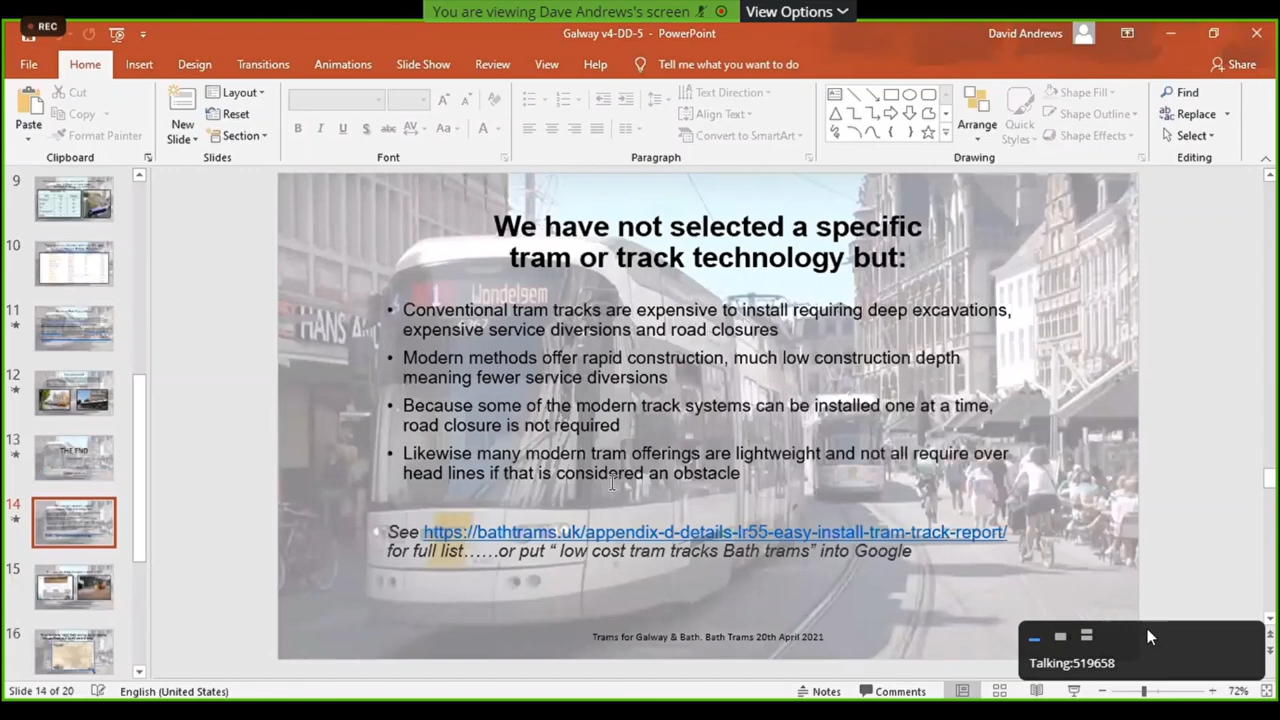 You are viewing Dave Andrews's screen
View Options
REC
Galway v4-DD-5 - PowerPoint
David Andrews
File Home Insert Design Transitions Animations Slide Show Review View Help Tell me what you want to do Share
Paste
Cut
Copy
Format Painter
Clipboard
New
Slide
Layout
Reset
Section
Slides
B I U S abc AV Aa A
Font
Text Direction
Align Text
Convert to SmartArt
Paragraph
Arrange
Quick
Styles
Shape Fill
Shape Outline
Shape Effects
Drawing
Find
Replace
Select
Editing
9
10
11
12
13
THE END
14
15
16
We have not selected a specific
tram or track technology but:
• Conventional tram tracks are expensive to install requiring deep excavations,
expensive service diversions and road closures
• Modern methods offer rapid construction, much low construction depth
meaning fewer service diversions
• Because some of the modern track systems can be installed one at a time,
road closure is not required
• Likewise many modern tram offerings are lightweight and not all require over
head lines if that is considered an obstacle
See https://bathtrams.uk/appendix-d-details-lr55-easy-install-tram-track-report/
for full list……or put “ low cost tram tracks Bath trams” into Google
Trams for Galway & Bath. Bath Trams 20th April 2021
1 Wondelgem
HANS
Talking:519658
Slide 14 of 20
English (United States)
Notes
Comments
72%